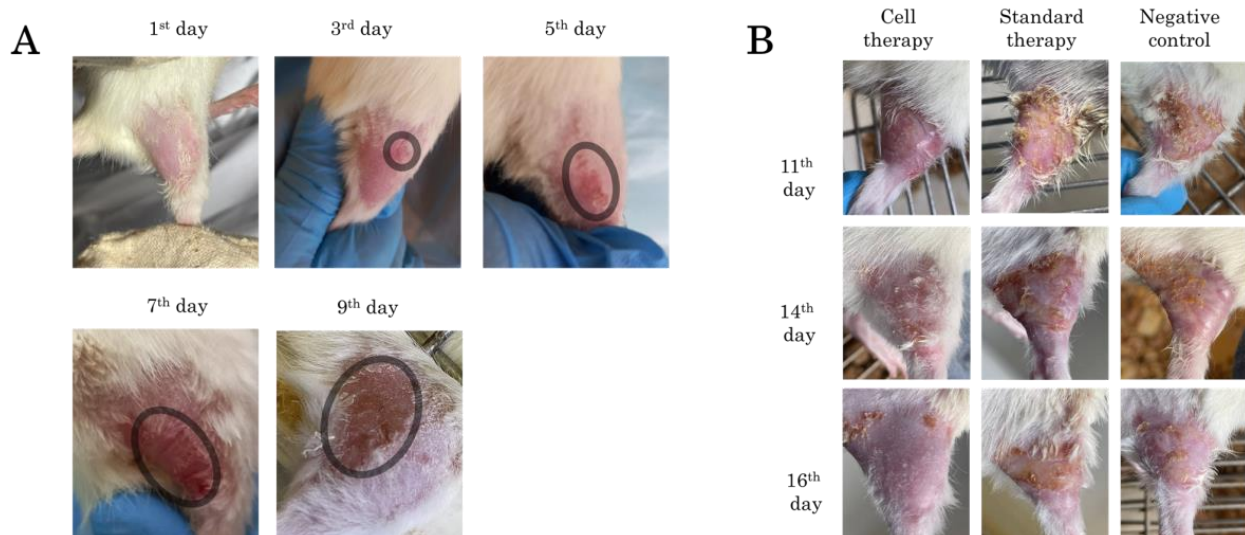 A
1st day
3rd day
5th day
7th day
9th day
B
Cell
therapy
Standard
therapy
Negative
control
11th
day
14th
day
16th
day